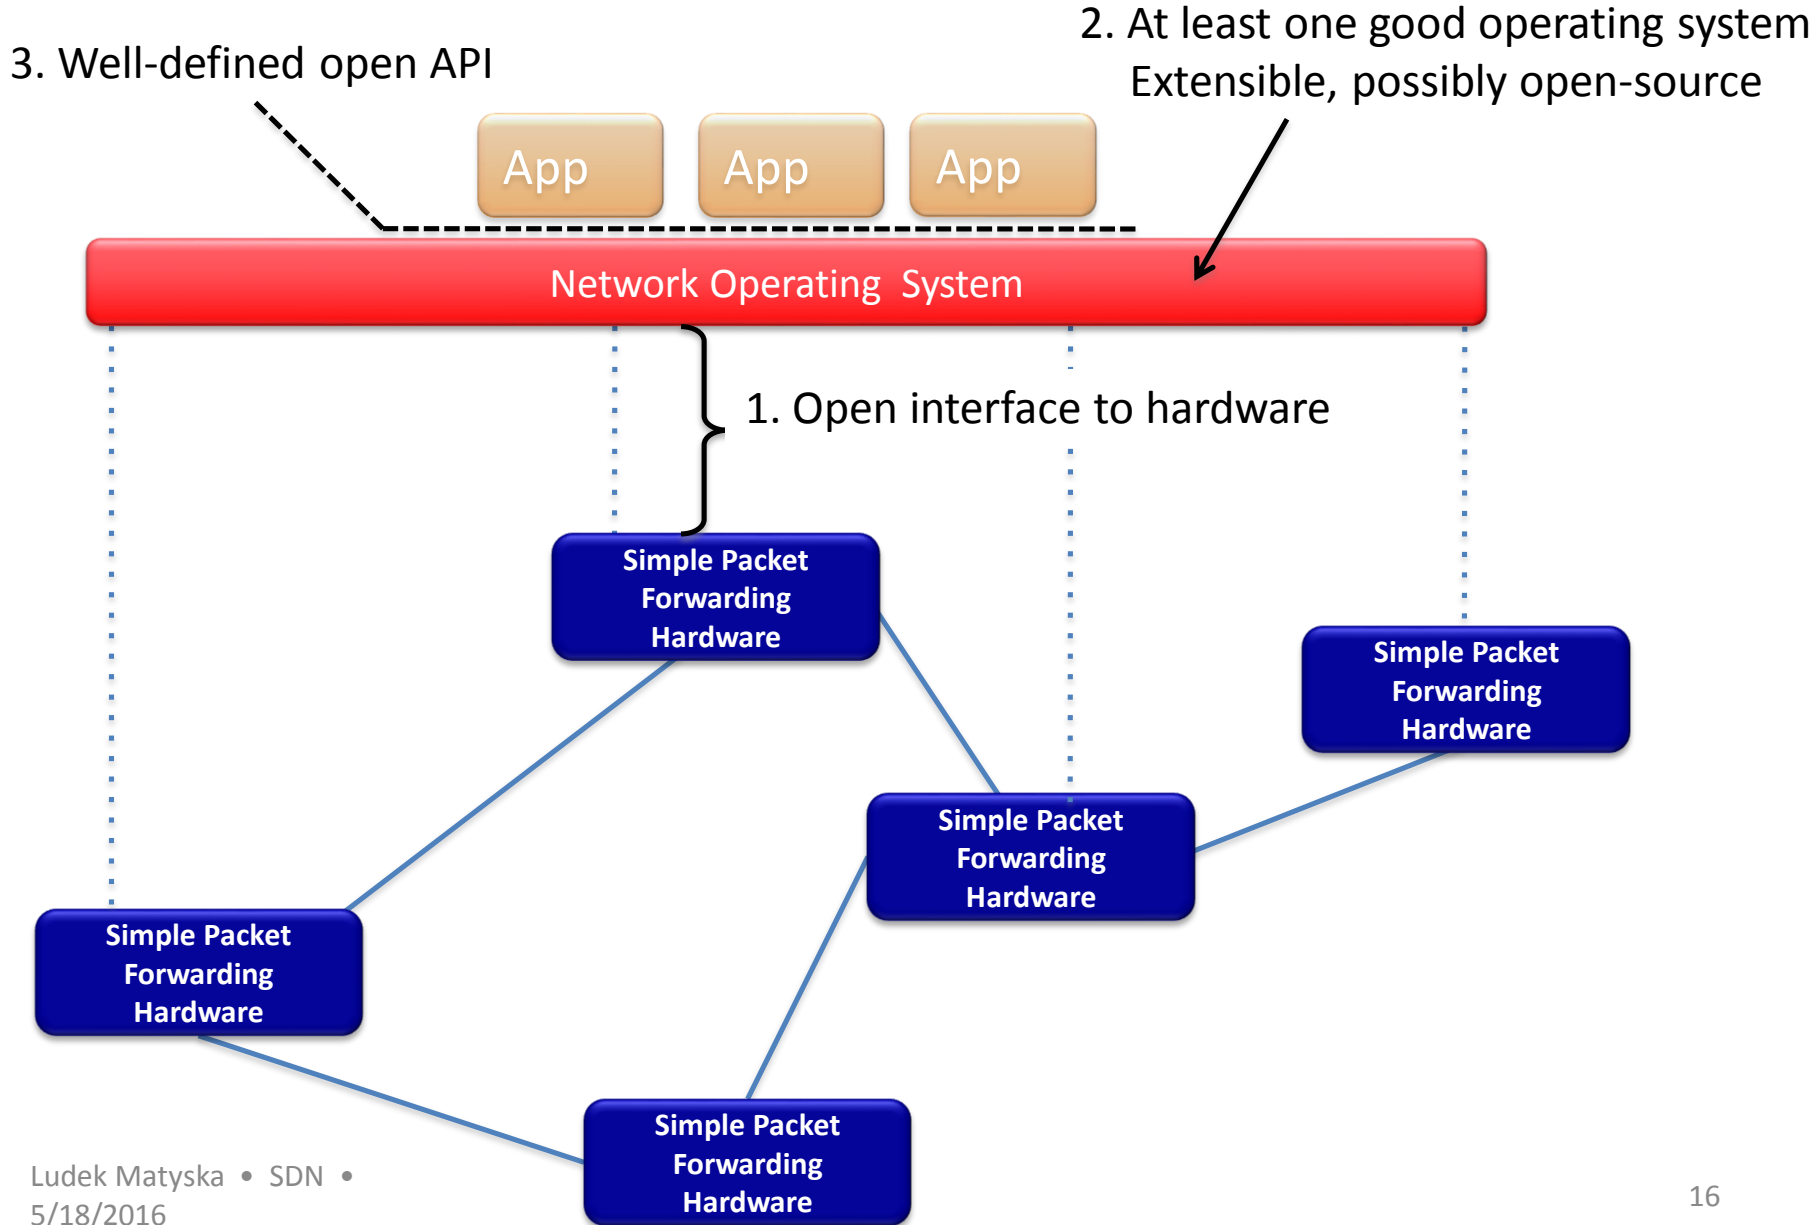 2. At least one good operating system
Extensible, possibly open-source
3. Well-defined open API
App
App
App
Network Operating System
1. Open interface to hardware
Simple Packet
Forwarding
Hardware
Simple Packet
Forwarding
Hardware
Simple Packet
Forwarding
Hardware
Simple Packet
Forwarding
Hardware
Simple Packet
Forwarding
Hardware
Ludek Matyska • SDN •
5/18/2016
16